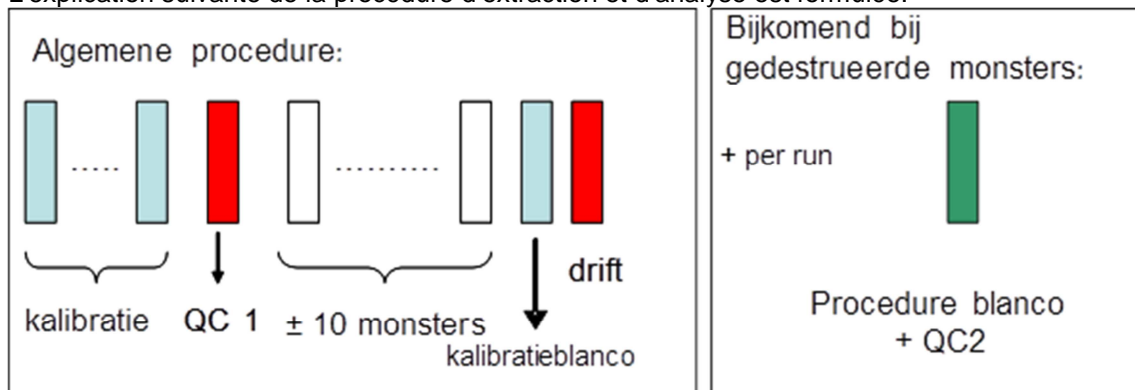 L'explication suivante de la procédure d'extraction et d'analyse est formulée:
Algemene procedure:
kalibratie
QC 1
± 10 monsters
kalibratieblanco
drift
Bijkomend bij
gedestrueerde monsters:
+ per run
Procedure blanco
+ QC2